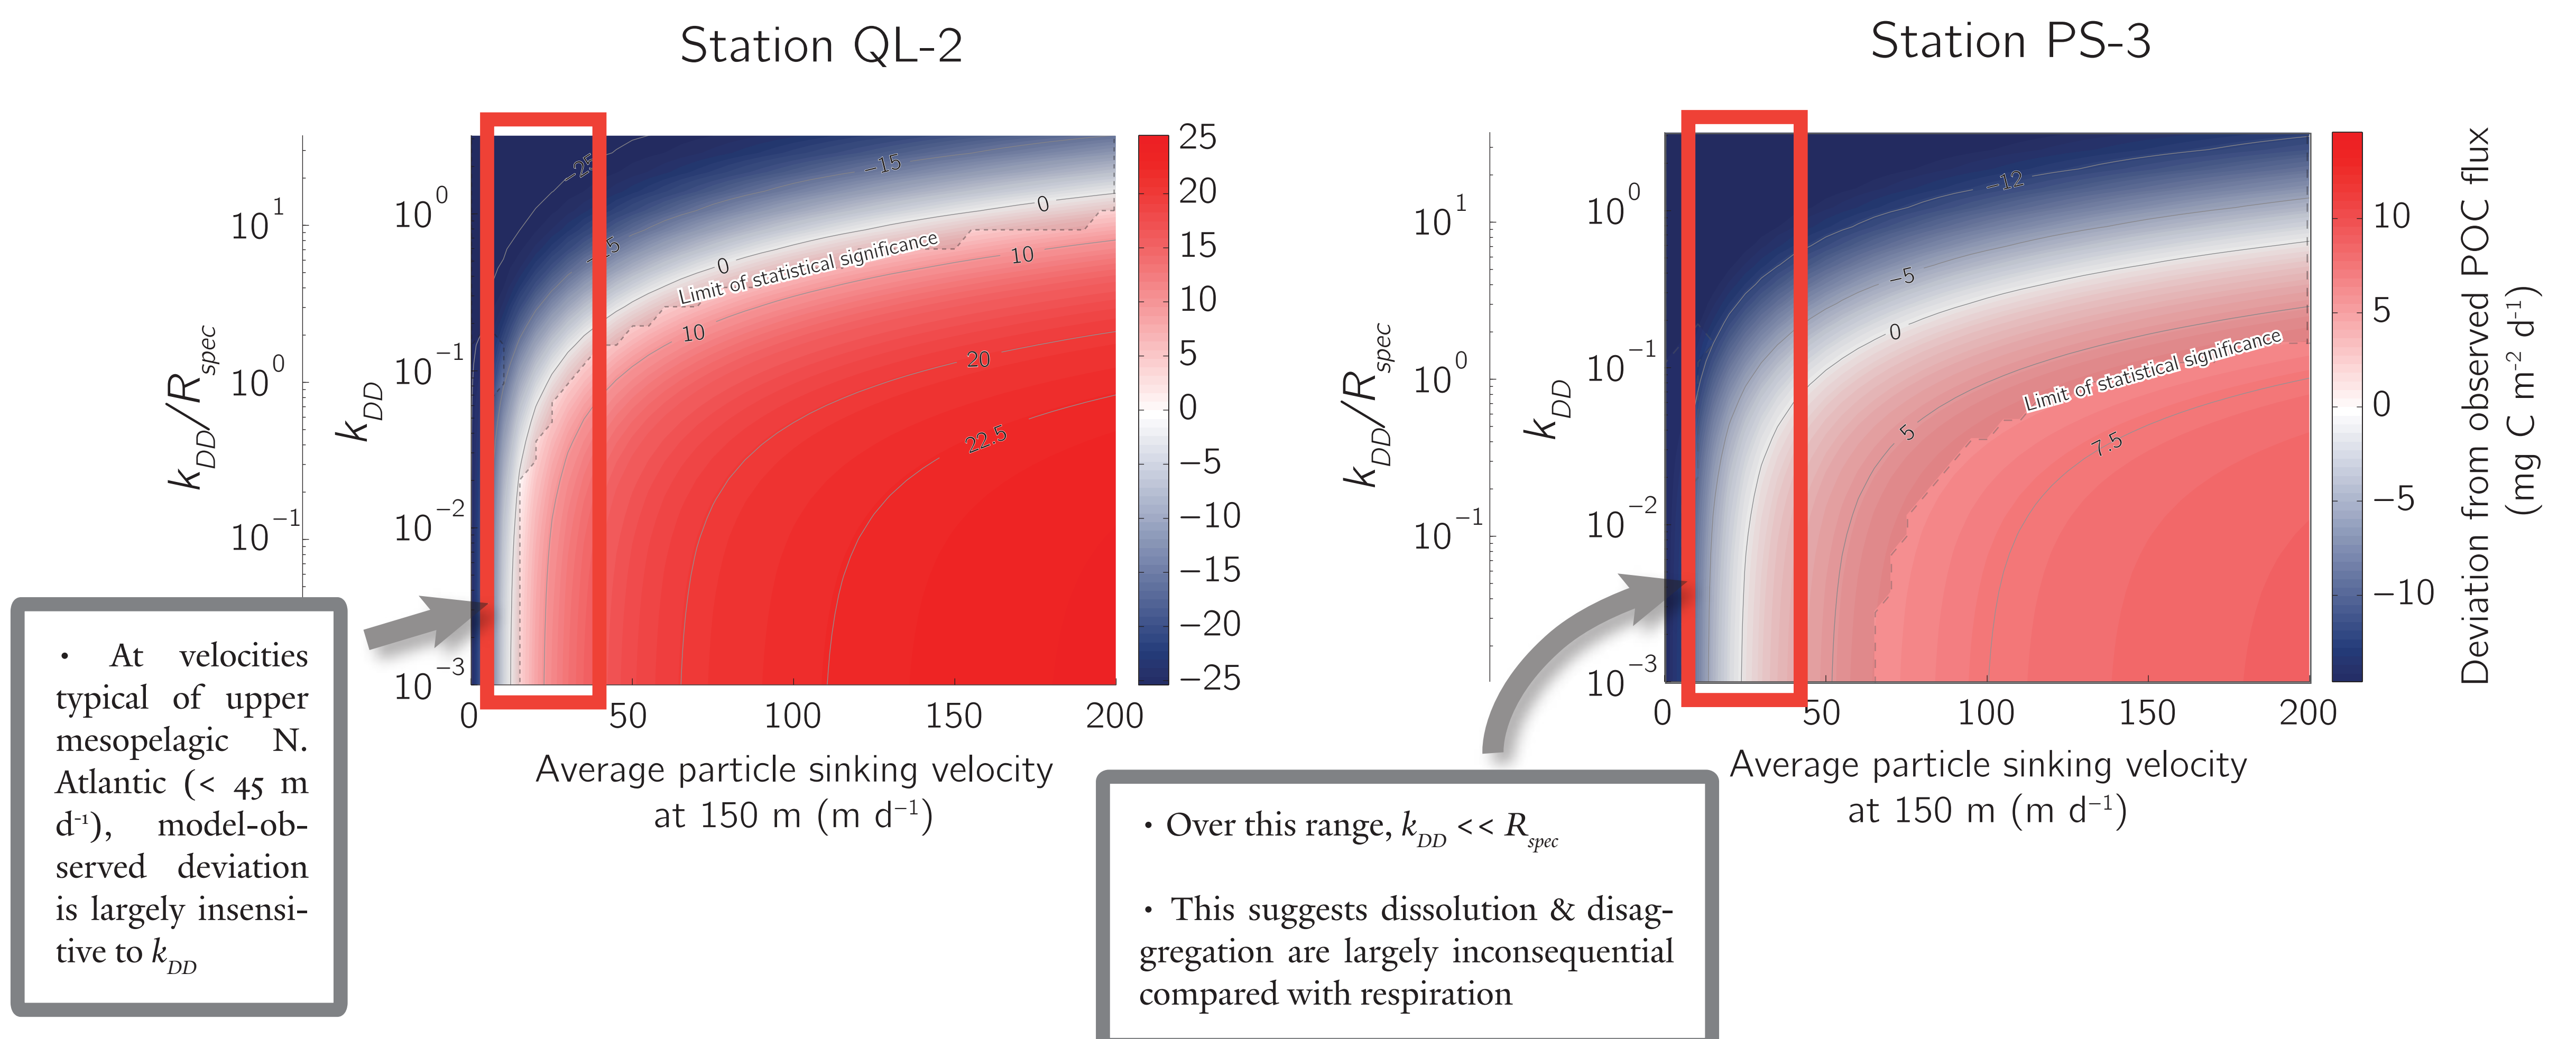 Station QL-2
k_DD/R_spec
10^1
10^0
10^-1
k_DD
10^0
10^-1
10^-2
10^-3
−25
−15
−15
0
0
Limit of statistical significance
10
10
20
22.5
0
50
100
150
200
Average particle sinking velocity
at 150 m (m d⁻¹)
25
20
15
10
5
0
−5
−10
−15
−20
−25
• At velocities
typical of upper
mesopelagic N.
Atlantic (< 45 m
d⁻¹), model-ob-
served deviation
is largely insensi-
tive to k_DD
Station PS-3
k_DD/R_spec
10^1
10^0
10^-1
k_DD
10^0
10^-1
10^-2
10^-3
−12
−5
0
5
Limit of statistical significance
7.5
0
50
100
150
200
Average particle sinking velocity
at 150 m (m d⁻¹)
10
5
0
−5
−10
Deviation from observed POC flux
(mg C m⁻² d⁻¹)
• Over this range, k_DD << R_spec
• This suggests dissolution & disag-
gregation are largely inconsequential
compared with respiration